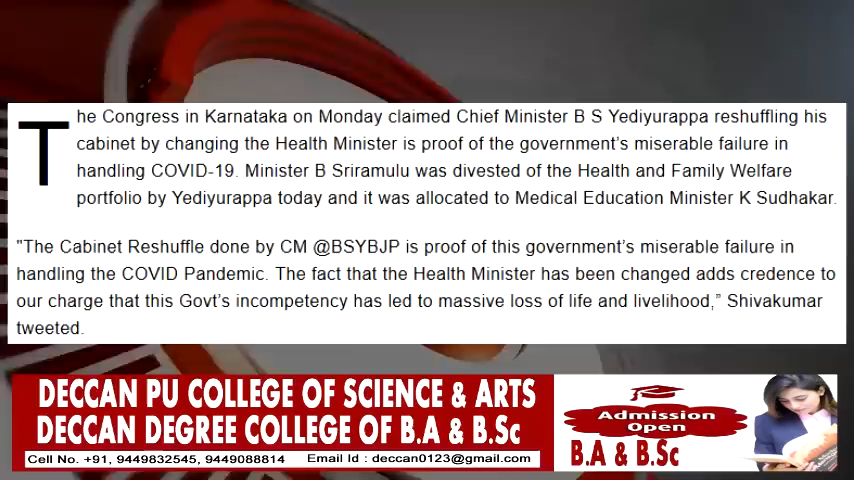 The Congress in Karnataka on Monday claimed Chief Minister B S Yediyurappa reshuffling his
cabinet by changing the Health Minister is proof of the government's miserable failure in
handling COVID-19. Minister B Sriramulu was divested of the Health and Family Welfare
portfolio by Yediyurappa today and it was allocated to Medical Education Minister K Sudhakar.
"The Cabinet Reshuffle done by CM @BSYBJP is proof of this government's miserable failure in
handling the COVID Pandemic. The fact that the Health Minister has been changed adds credence to
our charge that this Govt's incompetency has led to massive loss of life and livelihood,” Shivakumar
tweeted.
DECCAN PU COLLEGE OF SCIENCE & ARTS
DECCAN DEGREE COLLEGE OF B.A & B.Sc
Cell No. +91, 9449832545, 9449088814 Email Id : deccan0123@gmail.com
Admission
Open
B.A & B.Sc